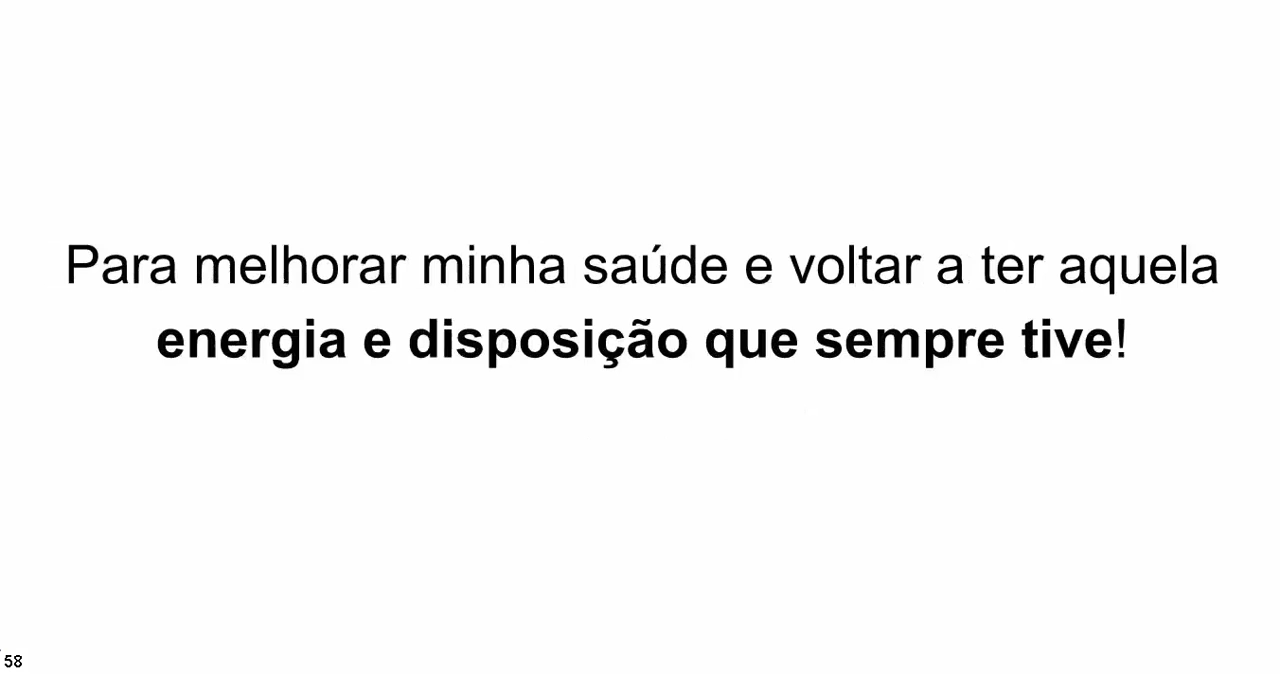 Para melhorar minha saúde e voltar a ter aquela
energia e disposição que sempre tive!
58